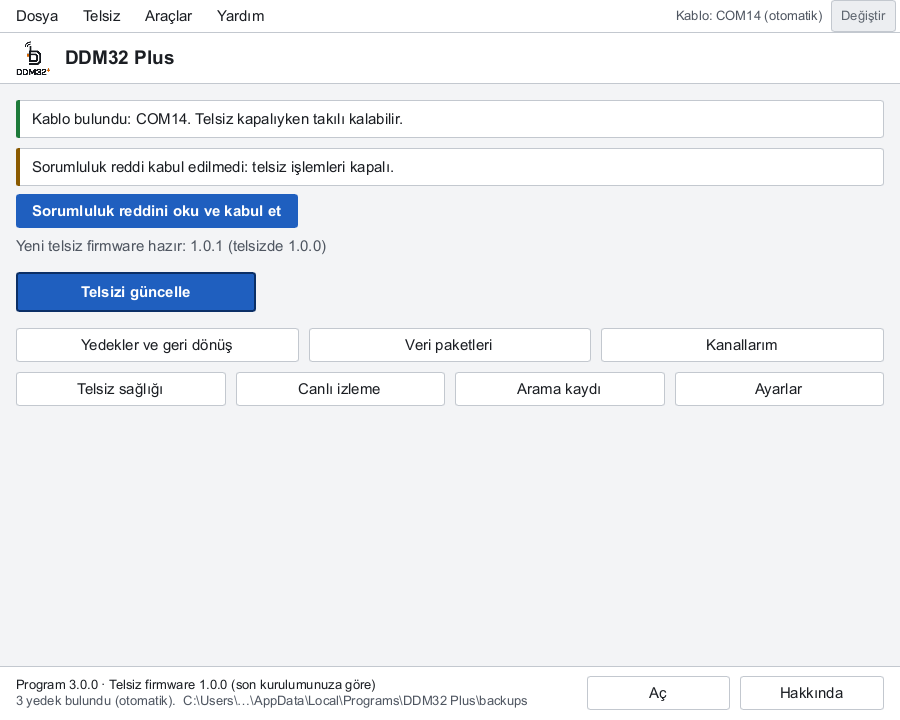 Dosya Telsiz Araçlar Yardım Kablo: COM14 (otomatik) Değiştir
DDM32+ DDM32 Plus
Kablo bulundu: COM14. Telsiz kapalıyken takılı kalabilir.
Sorumluluk reddi kabul edilmedi: telsiz işlemleri kapalı.
Sorumluluk reddini oku ve kabul et
Yeni telsiz firmware hazır: 1.0.1 (telsizde 1.0.0)
Telsizi güncelle
Yedekler ve geri dönüş Veri paketleri Kanallarım
Telsiz sağlığı Canlı izleme Arama kaydı Ayarlar
Program 3.0.0 · Telsiz firmware 1.0.0 (son kurulumunuza göre)
3 yedek bulundu (otomatik). C:\Users\…\AppData\Local\Programs\DDM32 Plus\backups
Aç Hakkında